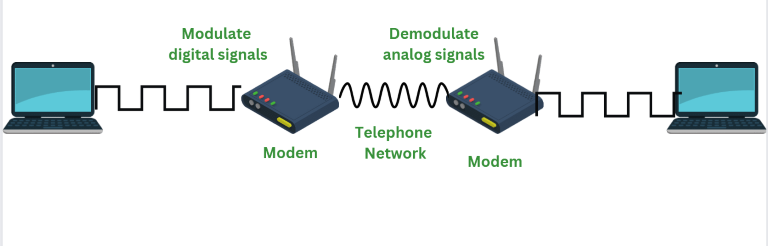 Modulate
digital signals
Demodulate
analog signals
Telephone
Network
Modem
Modem